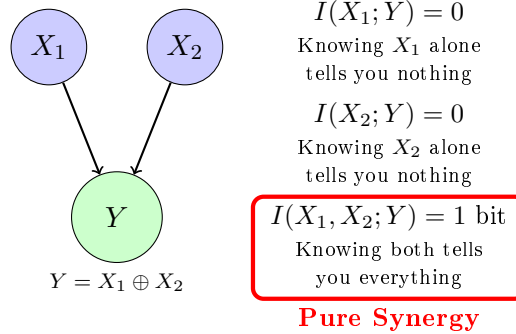 X₁
X₂
Y
Y = X₁ ⊕ X₂
I(X₁; Y) = 0
Knowing X₁ alone
tells you nothing
I(X₂; Y) = 0
Knowing X₂ alone
tells you nothing
I(X₁, X₂; Y) = 1 bit
Knowing both tells
you everything
Pure Synergy